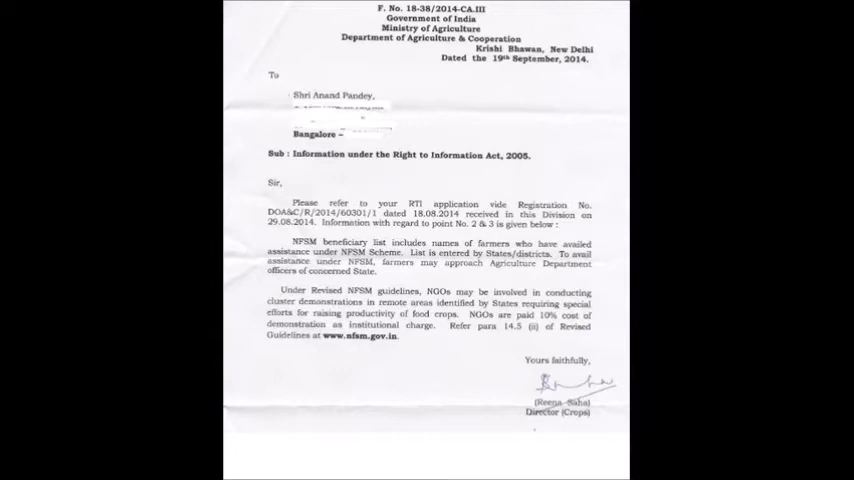 F. No. 18-38/2014-CA.III
Government of India
Ministry of Agriculture
Department of Agriculture & Cooperation
Krishi Bhawan, New Delhi
Dated the 19th September, 2014.
To
Shri Anand Pandey,
Bangalore –
Sub : Information under the Right to Information Act, 2005.
Sir,
Please refer to your RTI application vide Registration No.
DOA&C/R/2014/60301/1 dated 18.08.2014 received in this Division on
29.08.2014. Information with regard to point No. 2 & 3 is given below :
NFSM beneficiary list includes names of farmers who have availed
assistance under NFSM Scheme. List is entered by States/districts. To avail
assistance under NFSM, farmers may approach Agriculture Department
officers of concerned State.
Under Revised NFSM guidelines, NGOs may be involved in conducting
cluster demonstrations in remote areas identified by States requiring special
efforts for raising productivity of food crops. NGOs are paid 10% cost of
demonstration as institutional charge. Refer para 14.5 (ii) of Revised
Guidelines at www.nfsm.gov.in.
Yours faithfully,
(Reena Saha)
Director (Crops)